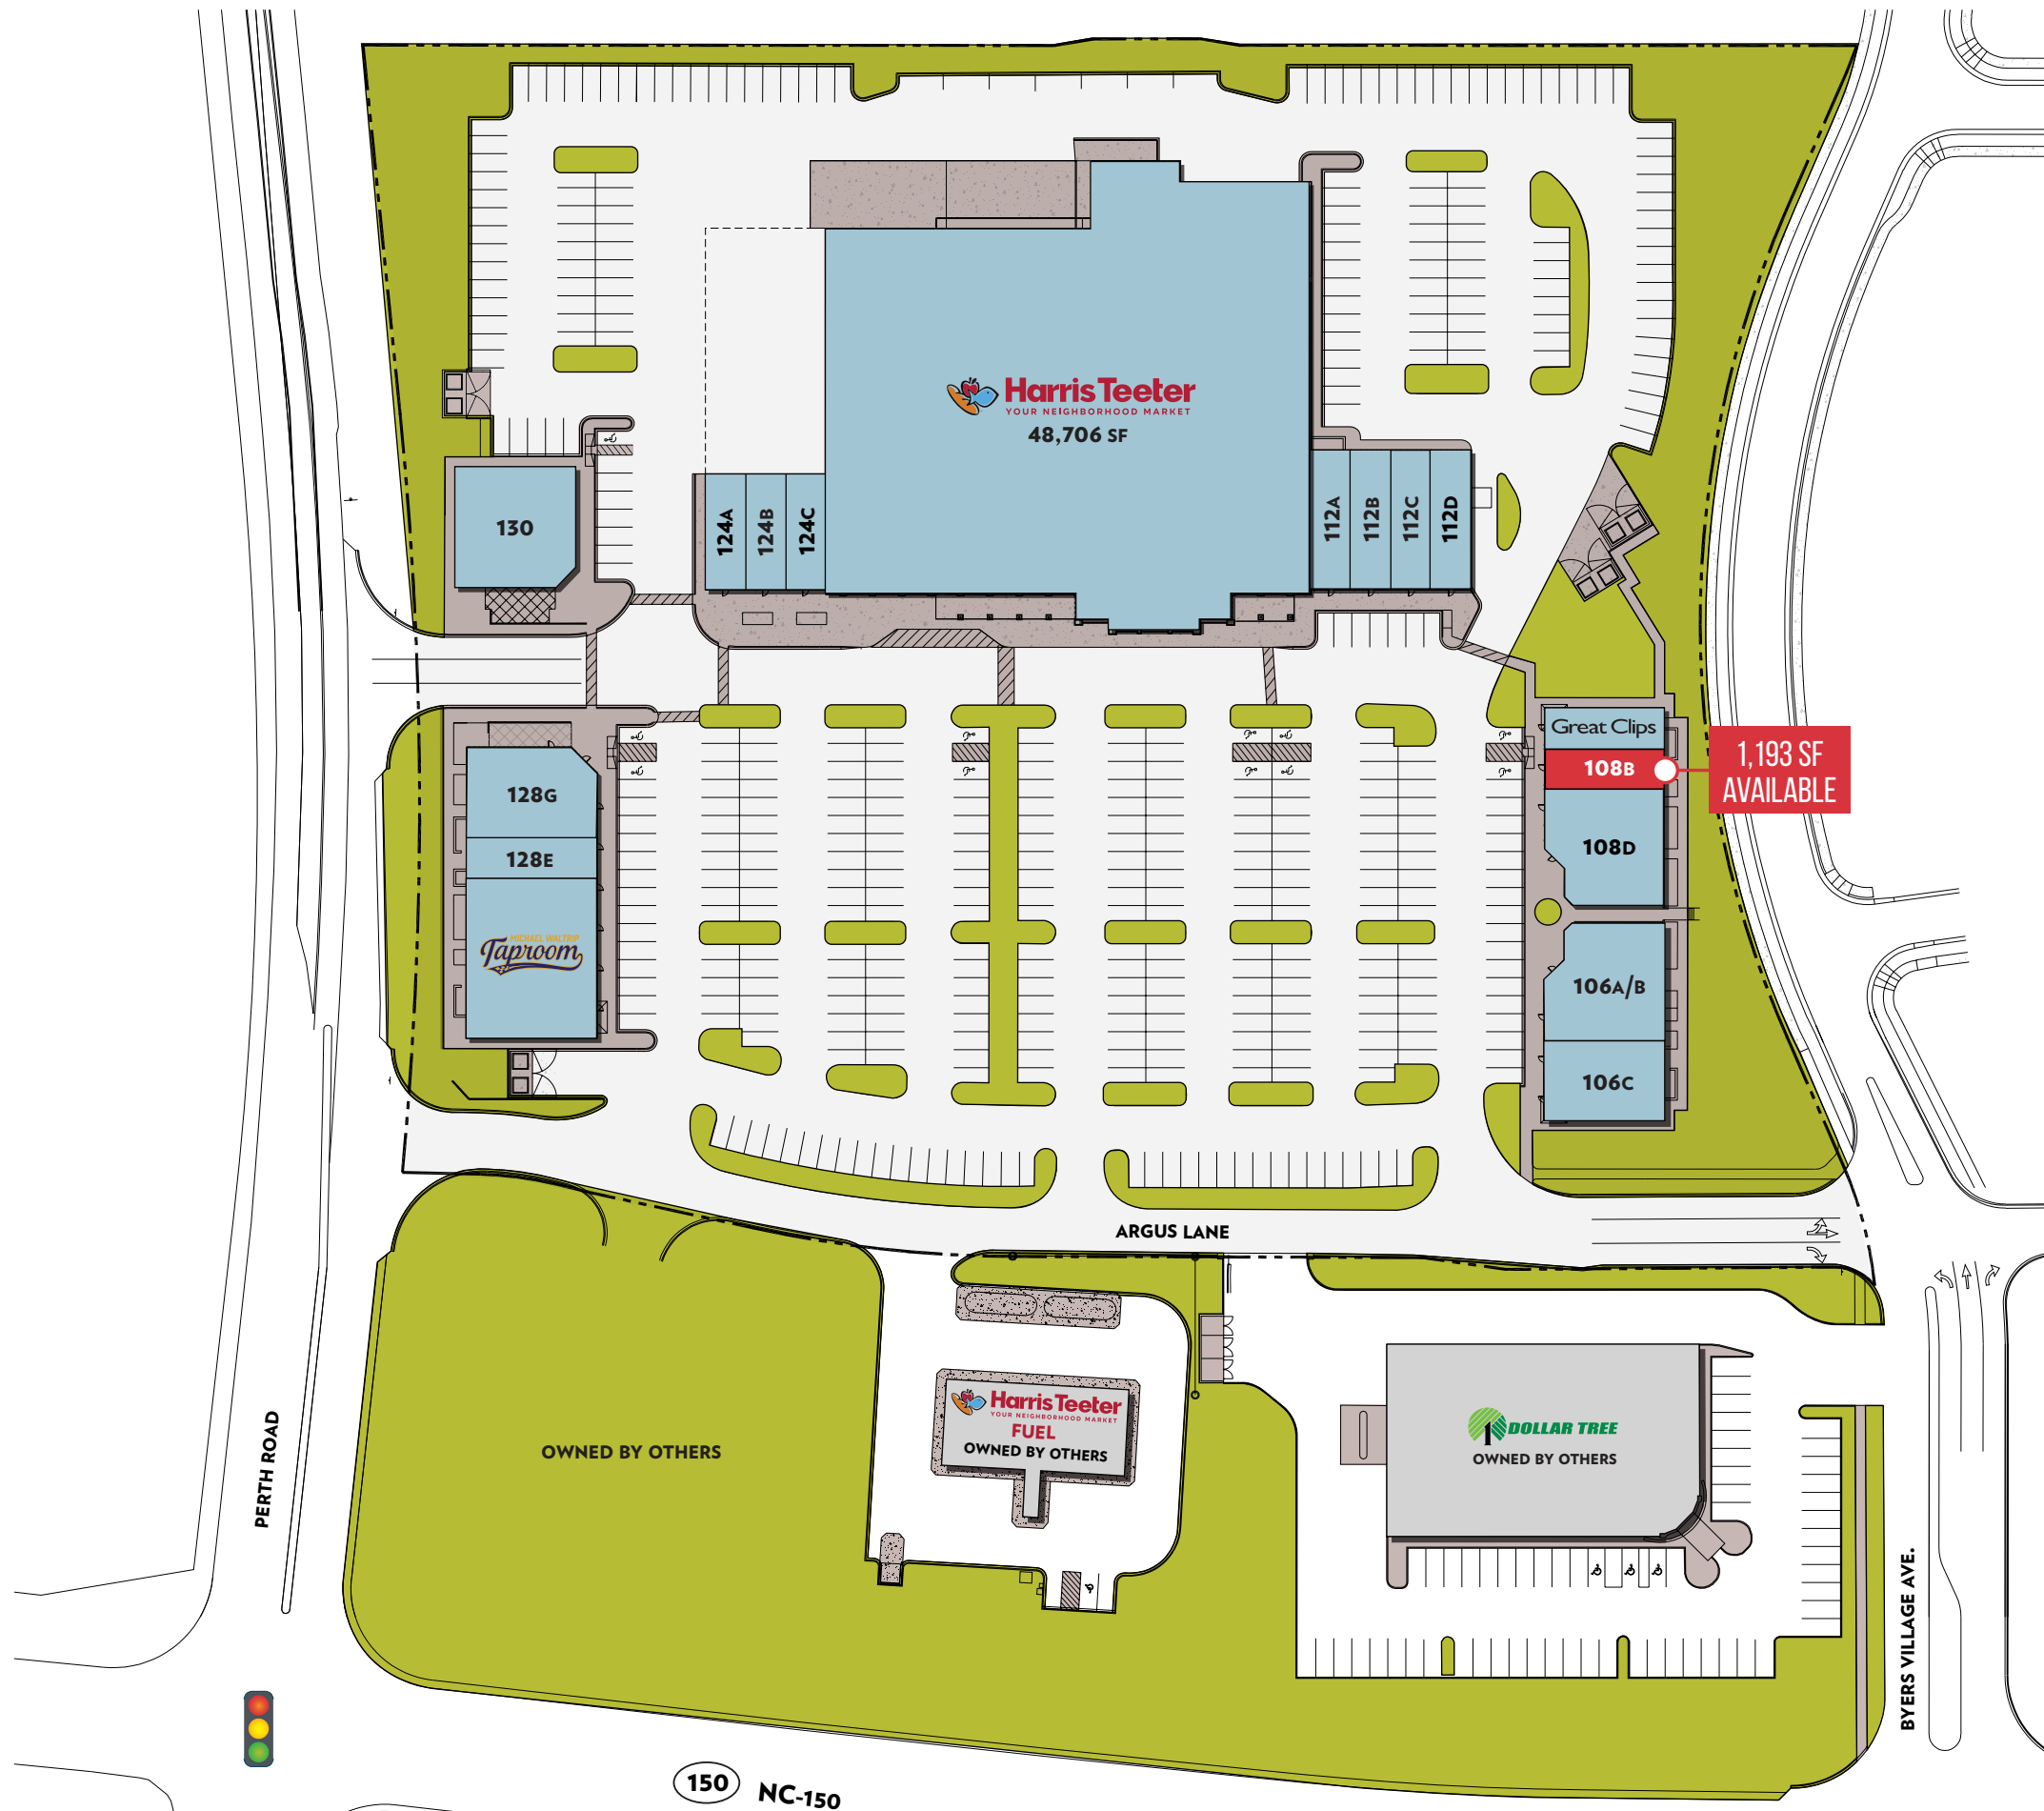 Harris Teeter
YOUR NEIGHBORHOOD MARKET
48,706 SF
130
124A
124B
124C
112A
112B
112C
112D
Great Clips
108B
1,193 SF
AVAILABLE
128G
108D
128E
MICHAEL WALTRIP
Taproom
106A/B
106C
ARGUS LANE
Harris Teeter
YOUR NEIGHBORHOOD MARKET
FUEL
OWNED BY OTHERS
DOLLAR TREE
OWNED BY OTHERS
OWNED BY OTHERS
PERTH ROAD
BYERS VILLAGE AVE.
150
NC-150